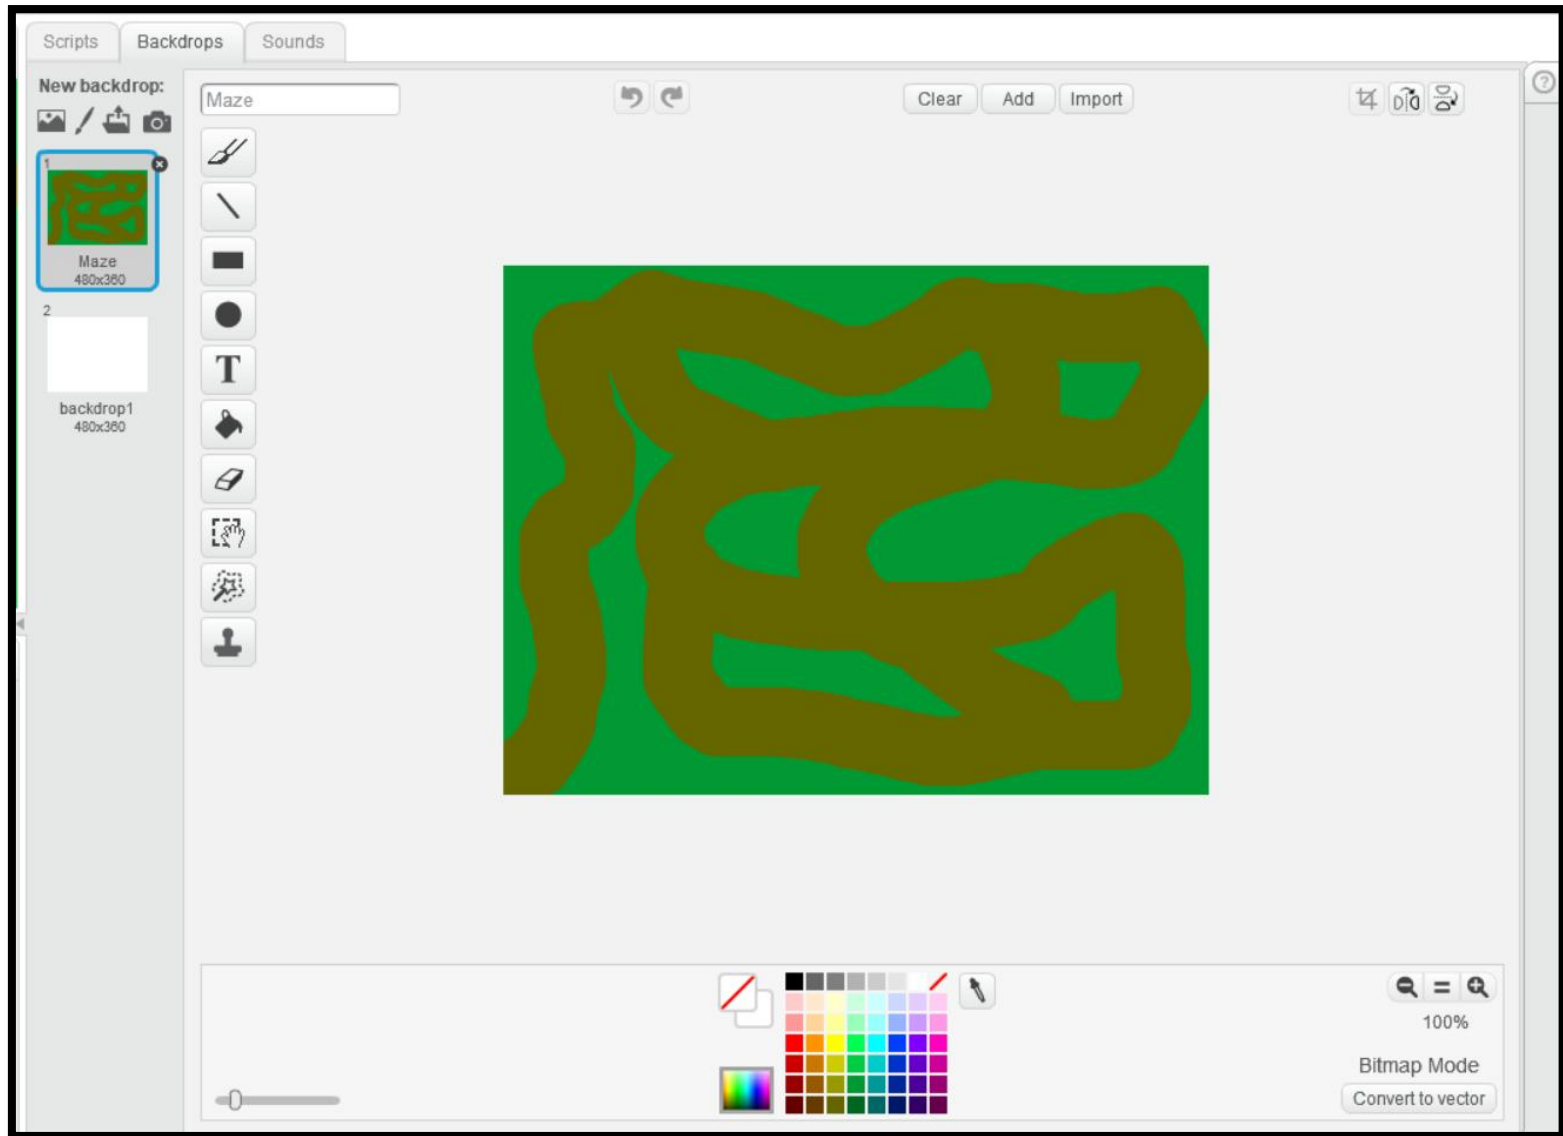 Scripts
Backdrops
Sounds
New backdrop:
Maze
Clear
Add
Import
1
Maze
480x360
2
backdrop1
480x360
T
100%
Bitmap Mode
Convert to vector